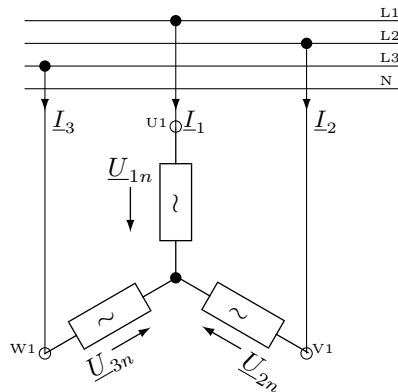 L1
L2
L3
N
I3 U1 I1 I2
U1n
~
~ ~
W1 V1
U3n U2n